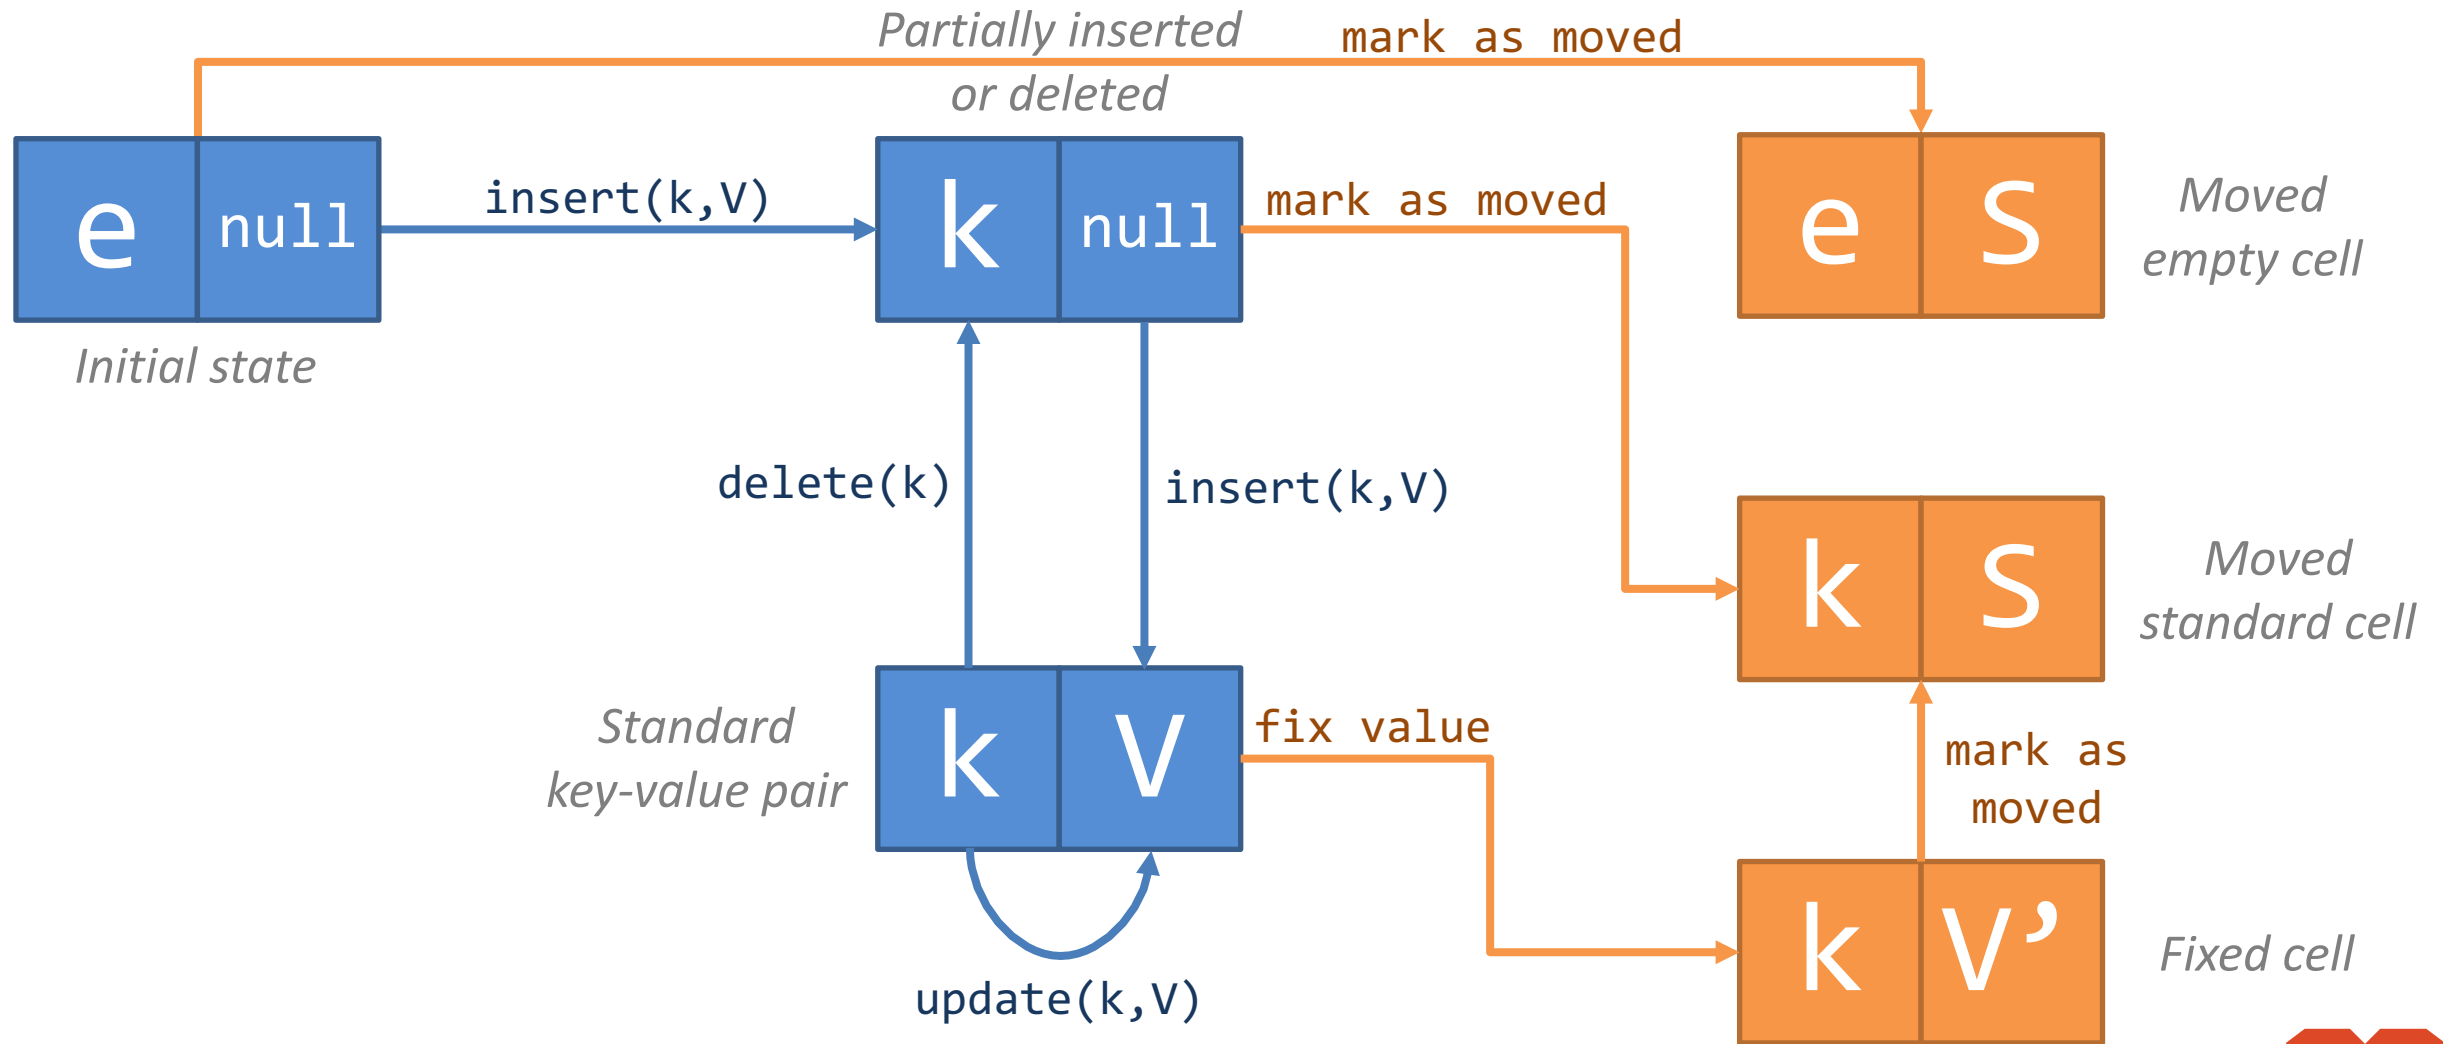 Partially inserted
or deleted
mark as moved
e null
insert(k,V)
k null
mark as moved
e S
Moved
empty cell
Initial state
delete(k)
insert(k,V)
k S
Moved
standard cell
Standard
key-value pair
k V
fix value
mark as
moved
update(k,V)
k V’
Fixed cell